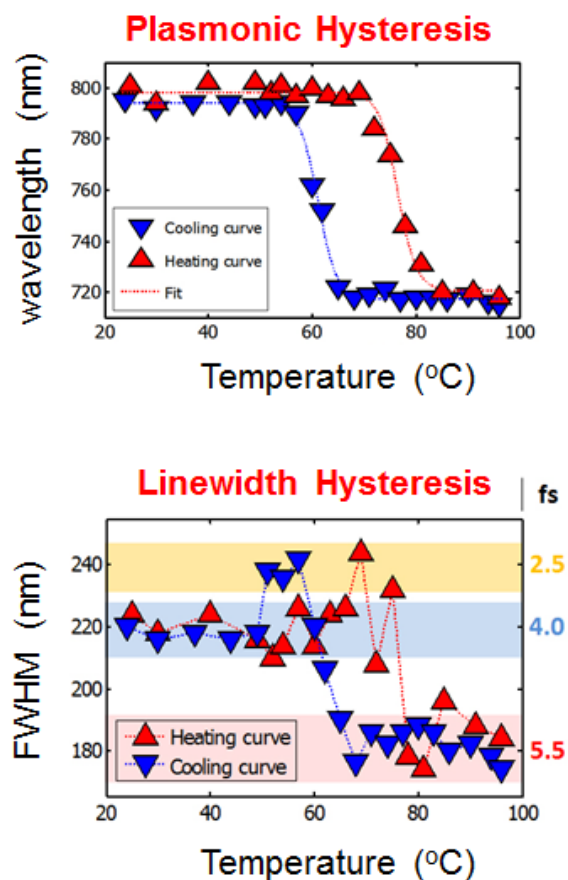 Plasmonic Hysteresis
wavelength (nm)
800
780
760
740
720
Cooling curve
Heating curve
Fit
20 40 60 80 100
Temperature (ºC)
Linewidth Hysteresis
fs
FWHM (nm)
240
220
200
180
2.5
4.0
5.5
Heating curve
Cooling curve
20 40 60 80 100
Temperature (ºC)